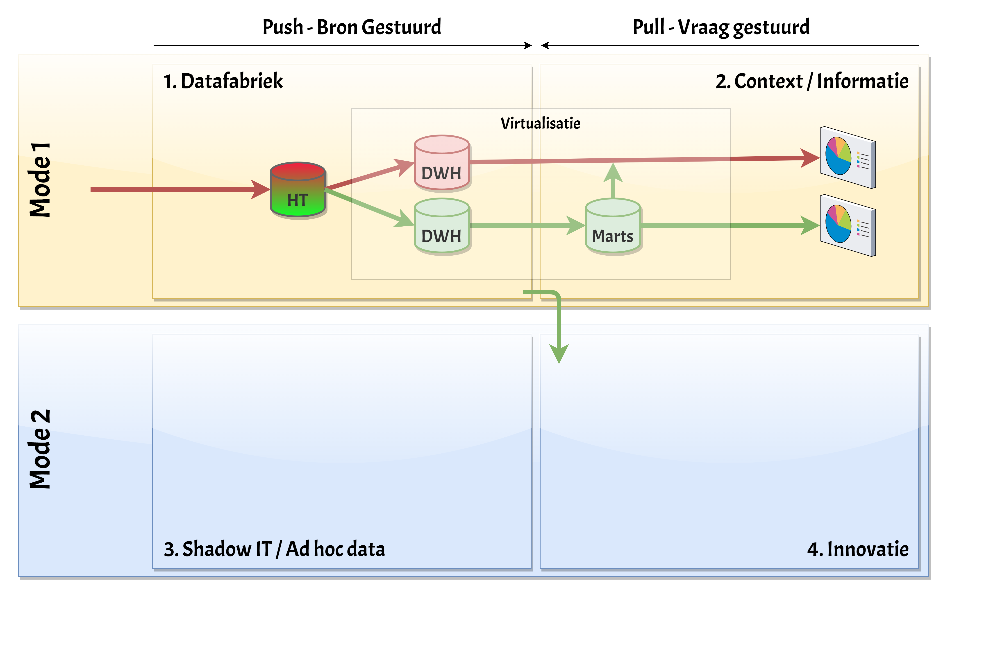 Push - Bron Gestuurd
Pull - Vraag gestuurd
Mode 1
1. Datafabriek
2. Context / Informatie
Virtualisatie
DWH
HT
DWH
Marts
Mode 2
3. Shadow IT / Ad hoc data
4. Innovatie